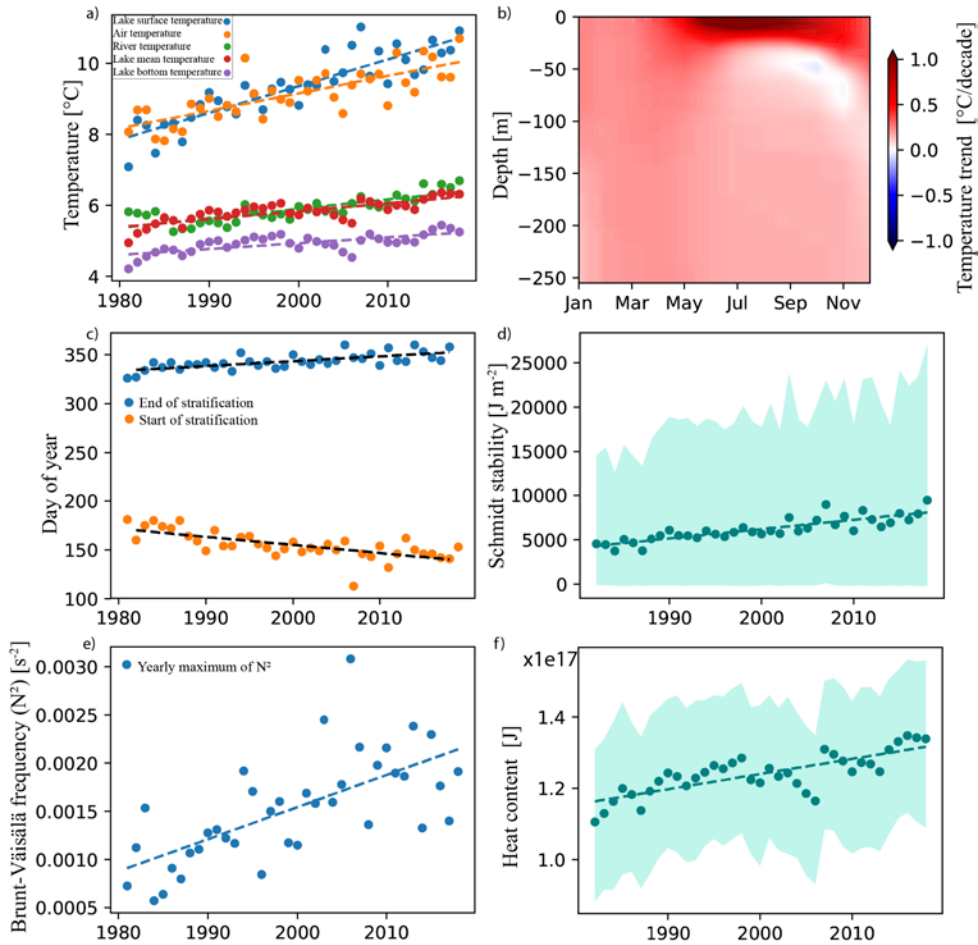 a)
Lake surface temperature
Air temperature
River temperature
Lake mean temperature
Lake bottom temperature
Temperature [°C]
10
8
6
4
1980 1990 2000 2010
b)
Depth [m]
0
−50
−100
−150
−200
−250
Jan Mar May Jul Sep Nov
1.0
0.5
0.0
−0.5
−1.0
Temperature trend [°C/decade]
c)
Day of year
350
300
250
200
150
100
End of stratification
Start of stratification
1980 1990 2000 2010
d)
Schmidt stability [J m⁻²]
25000
20000
15000
10000
5000
0
1990 2000 2010
e)
Brunt-Väisälä frequency (N²) [s⁻²]
Yearly maximum of N²
0.0030
0.0025
0.0020
0.0015
0.0010
0.0005
1980 1990 2000 2010
f)
x1e17
Heat content [J]
1.4
1.2
1.0
1990 2000 2010